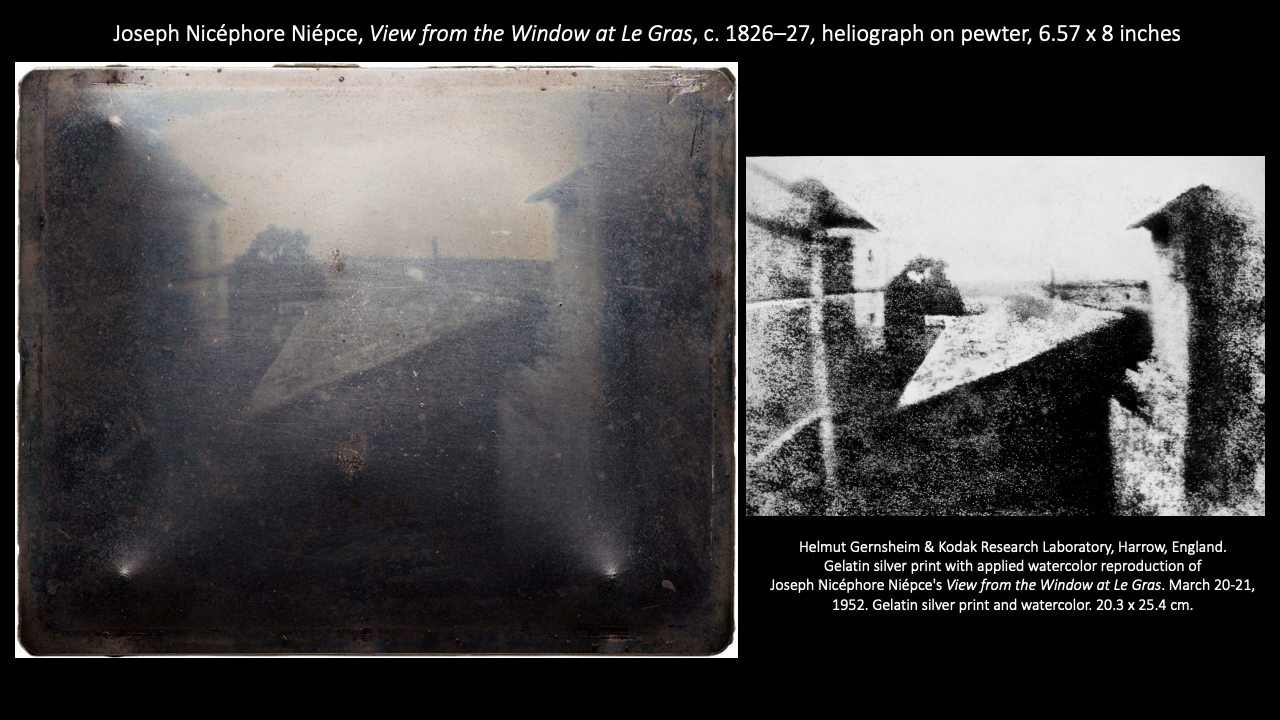 Joseph Nicéphore Niépce, View from the Window at Le Gras, c. 1826–27, heliograph on pewter, 6.57 x 8 inches
Helmut Gernsheim & Kodak Research Laboratory, Harrow, England.
Gelatin silver print with applied watercolor reproduction of
Joseph Nicéphore Niépce's View from the Window at Le Gras. March 20-21,
1952. Gelatin silver print and watercolor. 20.3 x 25.4 cm.